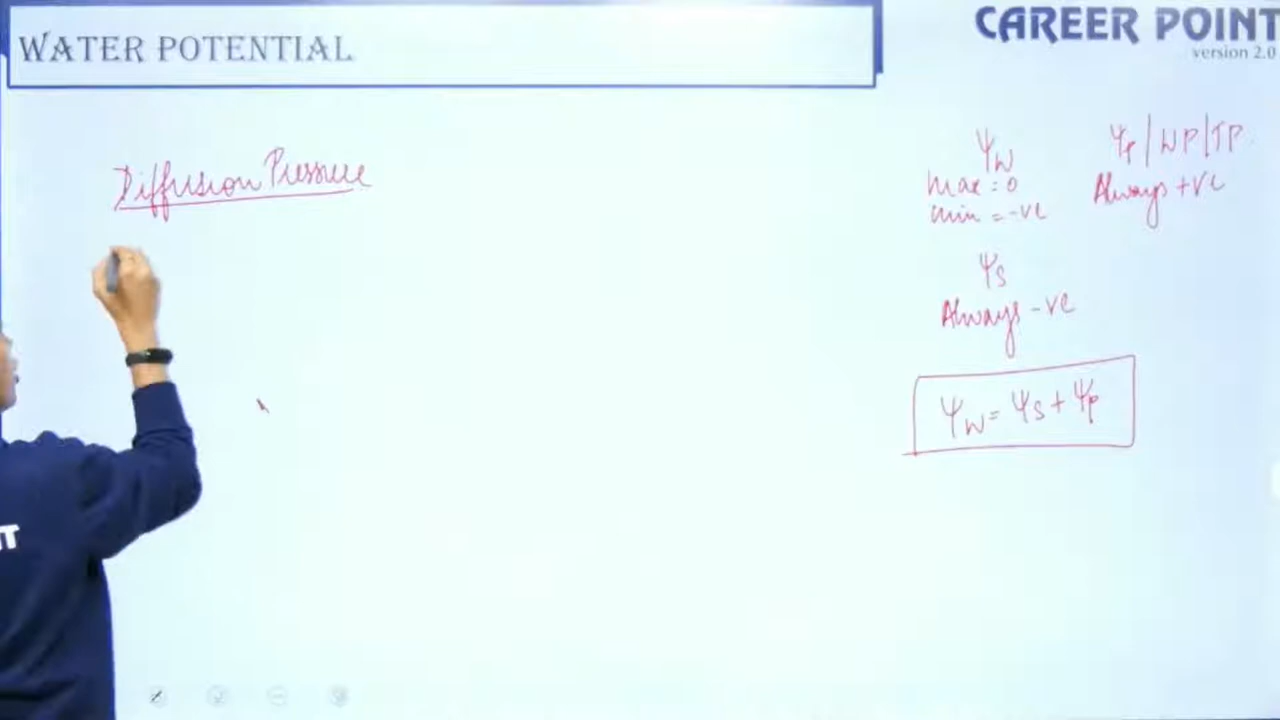 WATER POTENTIAL
CAREER POINT
version 2.0
Diffusion Pressure
Ψw
max = 0
min = -ve
Ψp | WP | TP
Always +ve
Ψs
Always -ve
Ψw = Ψs + Ψp